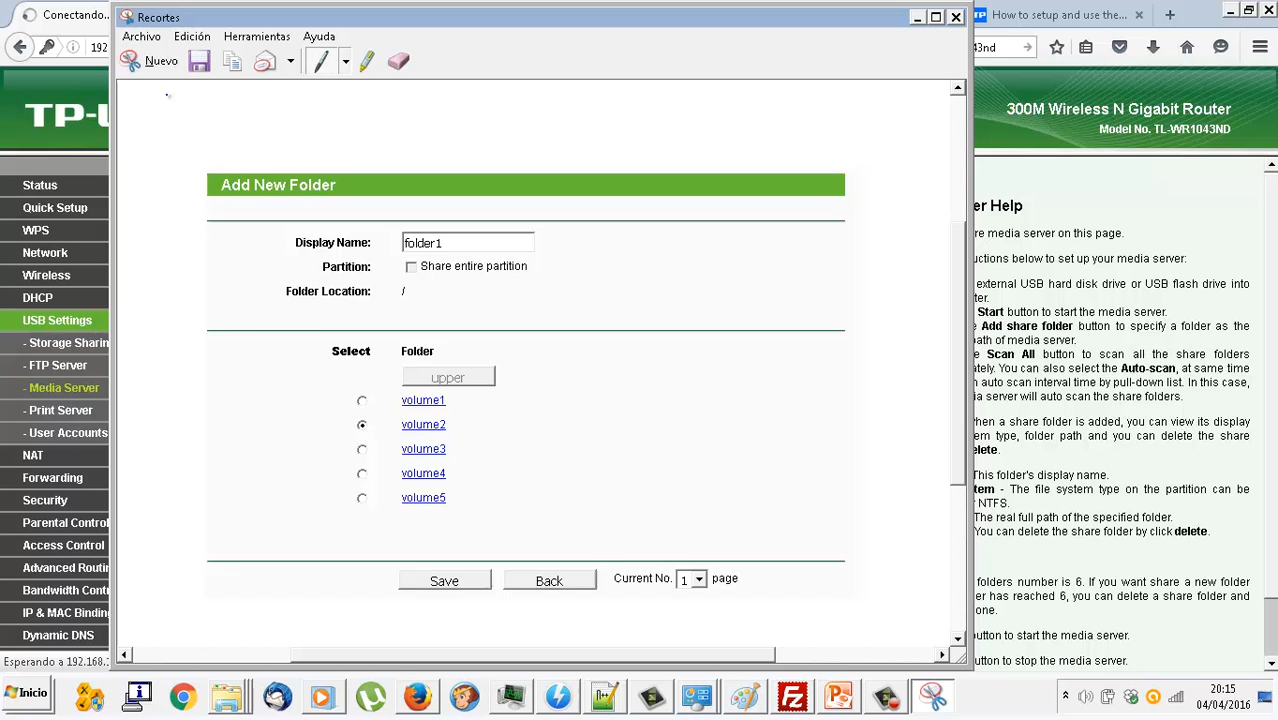 Conectando...
Recortes
How to setup and use the...
192
Archivo Edición Herramientas Ayuda
43nd
Nuevo
TP-L
300M Wireless N Gigabit Router
Model No. TL-WR1043ND
Status
Quick Setup
WPS
Network
Wireless
DHCP
USB Settings
- Storage Sharin
- FTP Server
- Media Server
- Print Server
- User Accounts
NAT
Forwarding
Security
Parental Control
Access Control
Advanced Routin
Bandwidth Contr
IP & MAC Binding
Dynamic DNS
Esperando a 192.168.
Add New Folder
Display Name: folder1
Partition: Share entire partition
Folder Location: /
Select Folder
upper
volume1
volume2
volume3
volume4
volume5
Save Back Current No. 1 page
er Help
re media server on this page.
uctions below to set up your media server:
external USB hard disk drive or USB flash drive into
ter.
Start button to start the media server.
e Add share folder button to specify a folder as the
path of media server.
e Scan All button to scan all the share folders
ately. You can also select the Auto-scan, at same time
n auto scan interval time by pull-down list. In this case,
ia server will auto scan the share folders.
hen a share folder is added, you can view its display
em type, folder path and you can delete the share
elete.
This folder's display name.
tem - The file system type on the partition can be
r NTFS.
The real full path of the specified folder.
You can delete the share folder by click delete.
folders number is 6. If you want share a new folder
er has reached 6, you can delete a share folder and
one.
utton to start the media server.
utton to stop the media server.
Inicio
20:15
04/04/2016